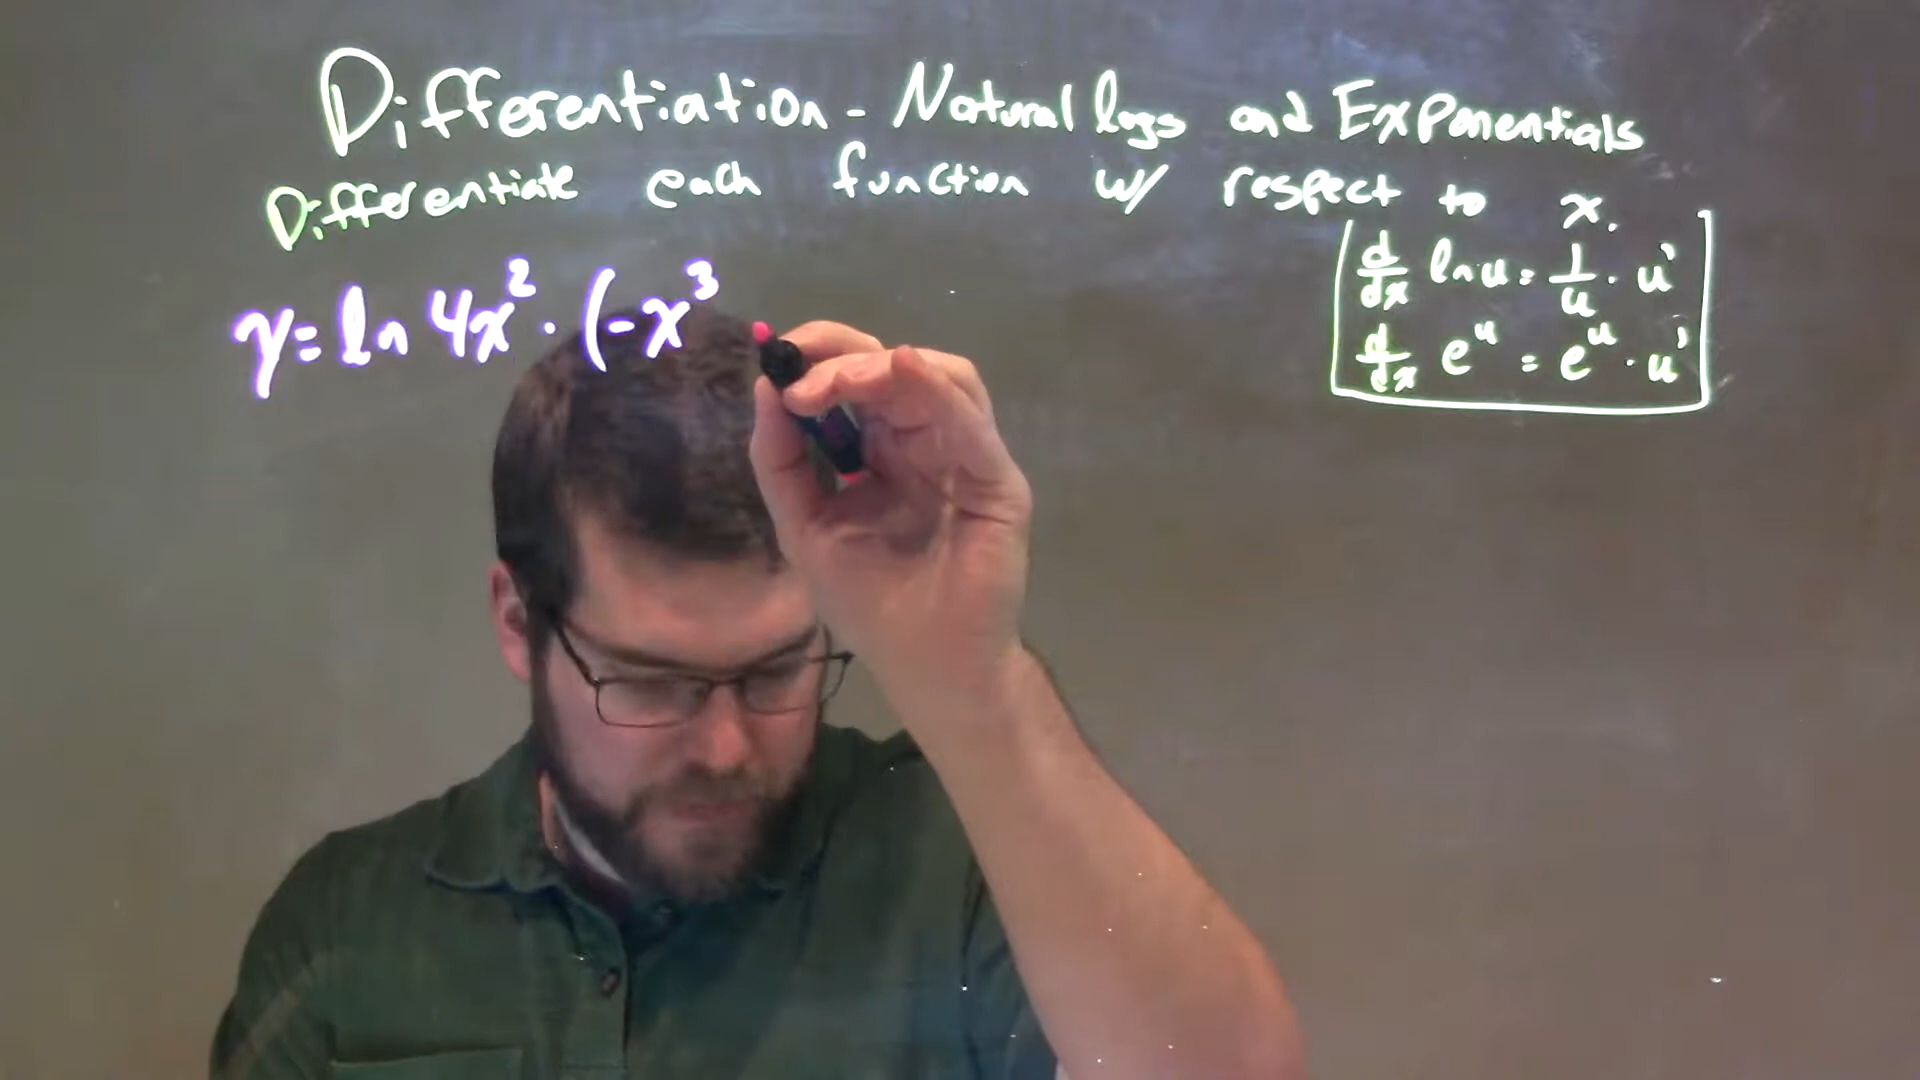 Differentiation - Natural logs and Exponentials
Differentiate each function w/ respect to x.
y = ln 4x² · (-x³
d/dx ln u = 1/u · u'
d/dx e^u = e^u · u'